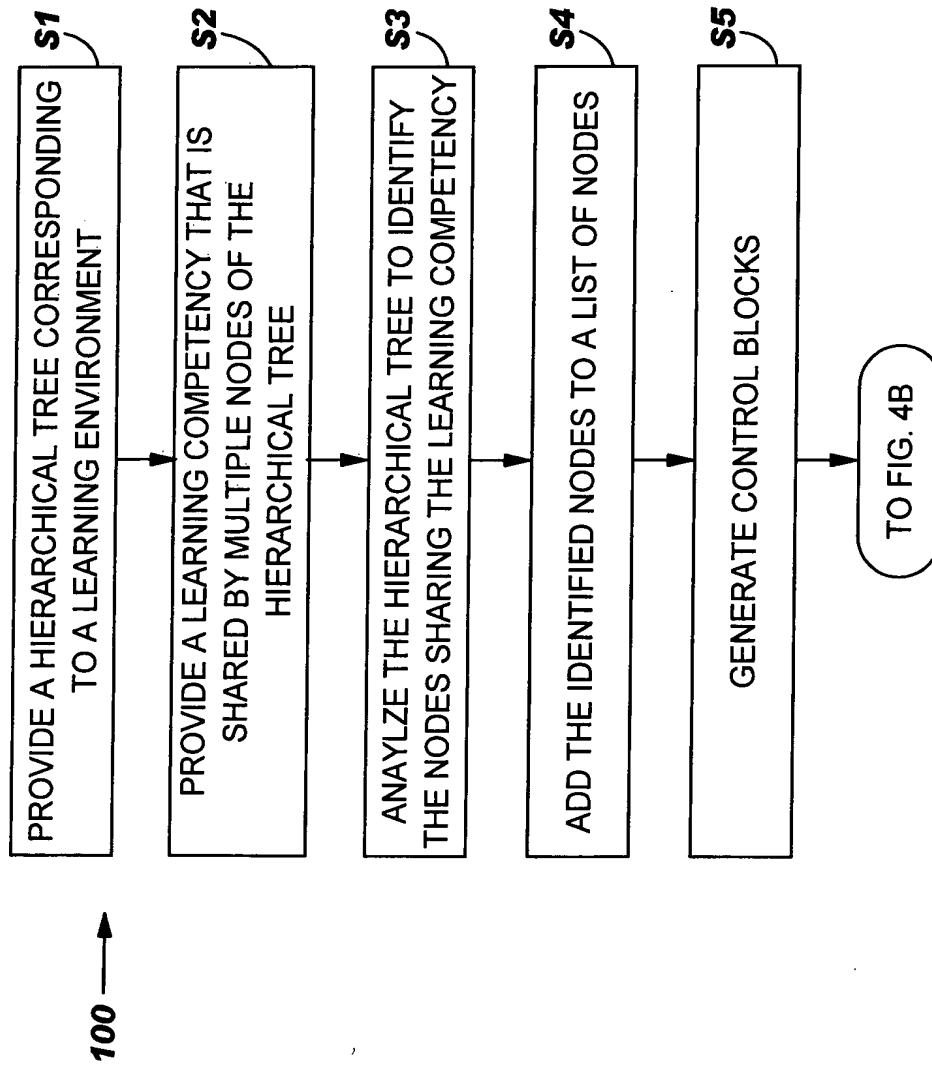 100
PROVIDE A HIERARCHICAL TREE CORRESPONDING
TO A LEARNING ENVIRONMENT
S1
PROVIDE A LEARNING COMPETENCY THAT IS
SHARED BY MULTIPLE NODES OF THE
HIERARCHICAL TREE
S2
ANAYLZE THE HIERARCHICAL TREE TO IDENTIFY
THE NODES SHARING THE LEARNING COMPETENCY
S3
ADD THE IDENTIFIED NODES TO A LIST OF NODES
S4
GENERATE CONTROL BLOCKS
S5
TO FIG. 4B